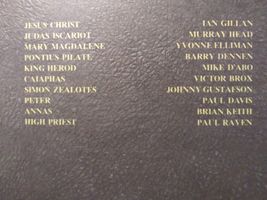 JESUS CHRIST IAN GILLAN
JUDAS ISCARIOT MURRAY HEAD
MARY MAGDALENE YVONNE ELLIMAN
PONTIUS PILATE BARRY DENNEN
KING HEROD MIKE D'ABO
CAIAPHAS VICTOR BROX
SIMON ZEALOTES JOHNNY GUSTAFSON
PETER PAUL DAVIS
ANNAS BRIAN KEITH
HIGH PRIEST PAUL RAVEN